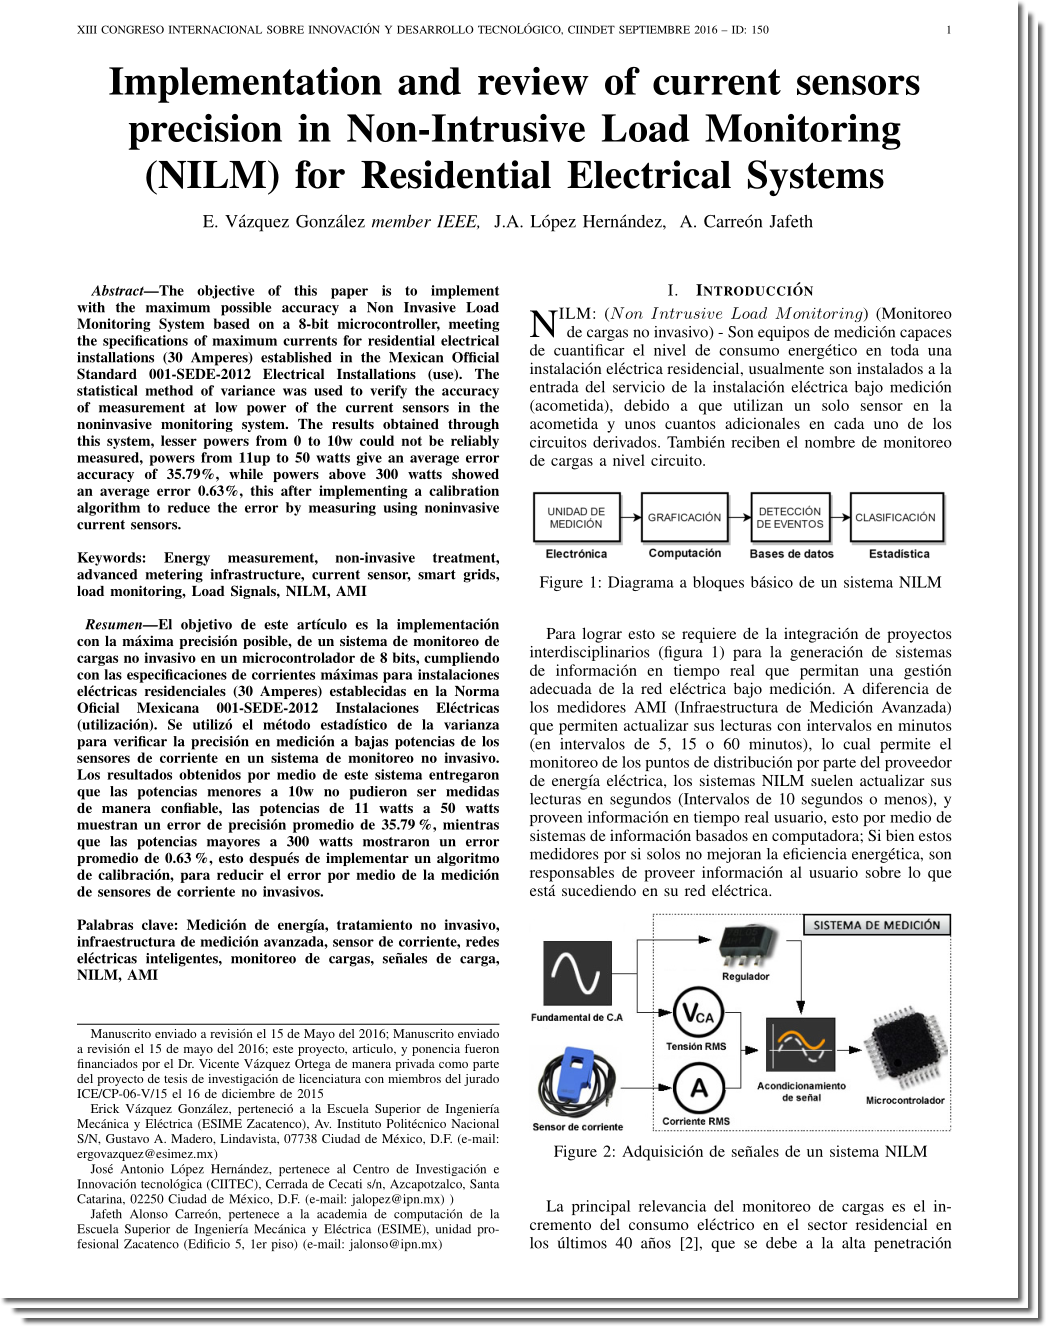 XIII CONGRESO INTERNACIONAL SOBRE INNOVACIÓN Y DESARROLLO TECNOLÓGICO, CIINDET SEPTIEMBRE 2016 – ID: 150
1
Implementation and review of current sensors
precision in Non-Intrusive Load Monitoring
(NILM) for Residential Electrical Systems
E. Vázquez González member IEEE, J.A. López Hernández, A. Carreón Jafeth
Abstract—The objective of this paper is to implement
with the maximum possible accuracy a Non Invasive Load
Monitoring System based on a 8-bit microcontroller, meeting
the specifications of maximum currents for residential electrical
installations (30 Amperes) established in the Mexican Official
Standard 001-SEDE-2012 Electrical Installations (use). The
statistical method of variance was used to verify the accuracy
of measurement at low power of the current sensors in the
noninvasive monitoring system. The results obtained through
this system, lesser powers from 0 to 10w could not be reliably
measured, powers from 11up to 50 watts give an average error
accuracy of 35.79%, while powers above 300 watts showed
an average error 0.63%, this after implementing a calibration
algorithm to reduce the error by measuring using noninvasive
current sensors.
Keywords: Energy measurement, non-invasive treatment,
advanced metering infrastructure, current sensor, smart grids,
load monitoring, Load Signals, NILM, AMI
Resumen—El objetivo de este artículo es la implementación
con la máxima precisión posible, de un sistema de monitoreo de
cargas no invasivo en un microcontrolador de 8 bits, cumpliendo
con las especificaciones de corrientes máximas para instalaciones
eléctricas residenciales (30 Amperes) establecidas en la Norma
Oficial Mexicana 001-SEDE-2012 Instalaciones Eléctricas
(utilización). Se utilizó el método estadístico de la varianza
para verificar la precisión en medición a bajas potencias de los
sensores de corriente en un sistema de monitoreo no invasivo.
Los resultados obtenidos por medio de este sistema entregaron
que las potencias menores a 10w no pudieron ser medidas
de manera confiable, las potencias de 11 watts a 50 watts
muestran un error de precisión promedio de 35.79 %, mientras
que las potencias mayores a 300 watts mostraron un error
promedio de 0.63 %, esto después de implementar un algoritmo
de calibración, para reducir el error por medio de la medición
de sensores de corriente no invasivos.
Palabras clave: Medición de energía, tratamiento no invasivo,
infraestructura de medición avanzada, sensor de corriente, redes
eléctricas inteligentes, monitoreo de cargas, señales de carga,
NILM, AMI
Manuscrito enviado a revisión el 15 de Mayo del 2016; Manuscrito enviado
a revisión el 15 de mayo del 2016; este proyecto, articulo, y ponencia fueron
financiados por el Dr. Vicente Vázquez Ortega de manera privada como parte
del proyecto de tesis de investigación de licenciatura con miembros del jurado
ICE/CP-06-V/15 el 16 de diciembre de 2015
Erick Vázquez González, perteneció a la Escuela Superior de Ingeniería
Mecánica y Eléctrica (ESIME Zacatenco), Av. Instituto Politécnico Nacional
S/N, Gustavo A. Madero, Lindavista, 07738 Ciudad de México, D.F. (e-mail:
ergovazquez@esimez.mx)
José Antonio López Hernández, pertenece al Centro de Investigación e
Innovación tecnológica (CIITEC), Cerrada de Cecati s/n, Azcapotzalco, Santa
Catarina, 02250 Ciudad de México, D.F. (e-mail: jalopez@ipn.mx) )
Jafeth Alonso Carreón, pertenece a la academia de computación de la
Escuela Superior de Ingeniería Mecánica y Eléctrica (ESIME), unidad pro-
fesional Zacatenco (Edificio 5, 1er piso) (e-mail: jalonso@ipn.mx)
I. INTRODUCCIÓN
NILM: (Non Intrusive Load Monitoring) (Monitoreo
de cargas no invasivo) - Son equipos de medición capaces
de cuantificar el nivel de consumo energético en toda una
instalación eléctrica residencial, usualmente son instalados a la
entrada del servicio de la instalación eléctrica bajo medición
(acometida), debido a que utilizan un solo sensor en la
acometida y unos cuantos adicionales en cada uno de los
circuitos derivados. También reciben el nombre de monitoreo
de cargas a nivel circuito.
UNIDAD DE
MEDICIÓN
GRAFICACIÓN
DETECCIÓN
DE EVENTOS
CLASIFICACIÓN
Electrónica
Computación
Bases de datos
Estadística
Figure 1: Diagrama a bloques básico de un sistema NILM
Para lograr esto se requiere de la integración de proyectos
interdisciplinarios (figura 1) para la generación de sistemas
de información en tiempo real que permitan una gestión
adecuada de la red eléctrica bajo medición. A diferencia de
los medidores AMI (Infraestructura de Medición Avanzada)
que permiten actualizar sus lecturas con intervalos en minutos
(en intervalos de 5, 15 o 60 minutos), lo cual permite el
monitoreo de los puntos de distribución por parte del proveedor
de energía eléctrica, los sistemas NILM suelen actualizar sus
lecturas en segundos (Intervalos de 10 segundos o menos), y
proveen información en tiempo real usuario, esto por medio de
sistemas de información basados en computadora; Si bien estos
medidores por si solos no mejoran la eficiencia energética, son
responsables de proveer información al usuario sobre lo que
está sucediendo en su red eléctrica.
SISTEMA DE MEDICIÓN
Regulador
Fundamental de C.A
VCA
Tensión RMS
A
Corriente RMS
Sensor de corriente
Acondicionamiento
de señal
Microcontrolador
Figure 2: Adquisición de señales de un sistema NILM
La principal relevancia del monitoreo de cargas es el in-
cremento del consumo eléctrico en el sector residencial en
los últimos 40 años [2], que se debe a la alta penetración